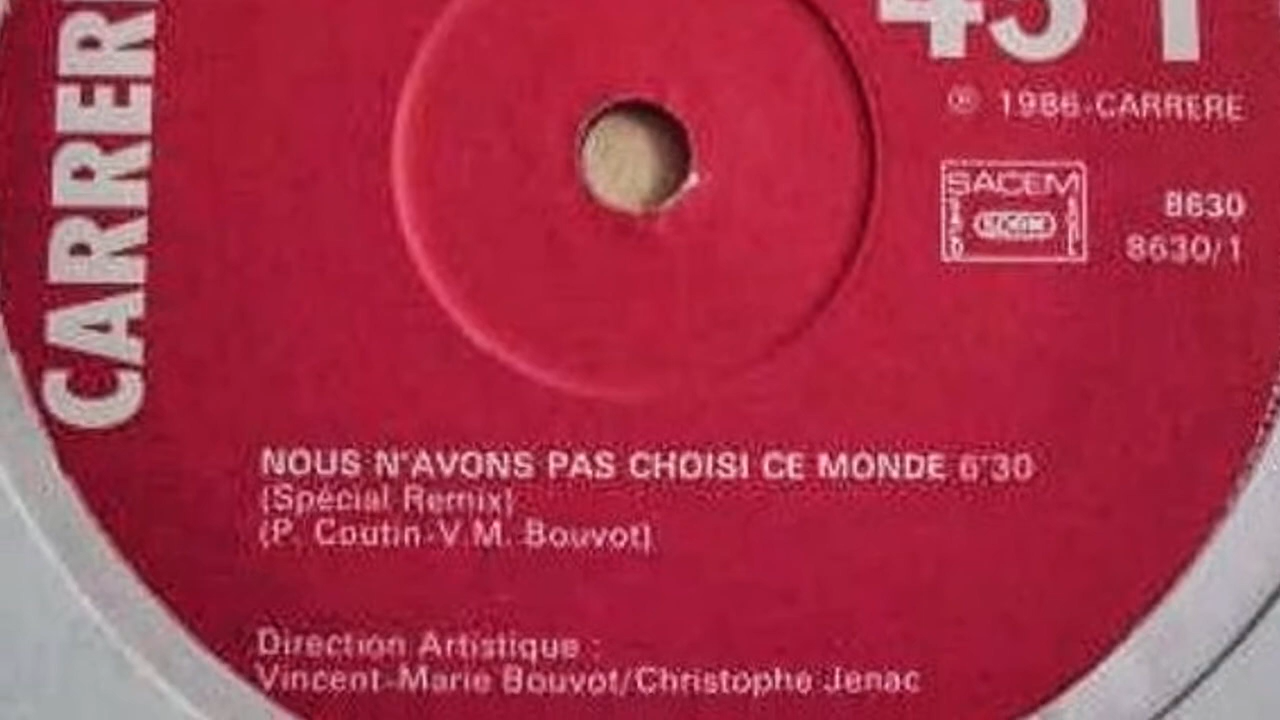 CARRER
45 T
℗ 1986-CARRERE
SACEM
8630
8630/1
NOUS N'AVONS PAS CHOISI CE MONDE 6'30
(Spécial Remix)
(P. Coutin-V.M. Bouvot)
Direction Artistique :
Vincent-Marie Bouvot/Christophe Jenac